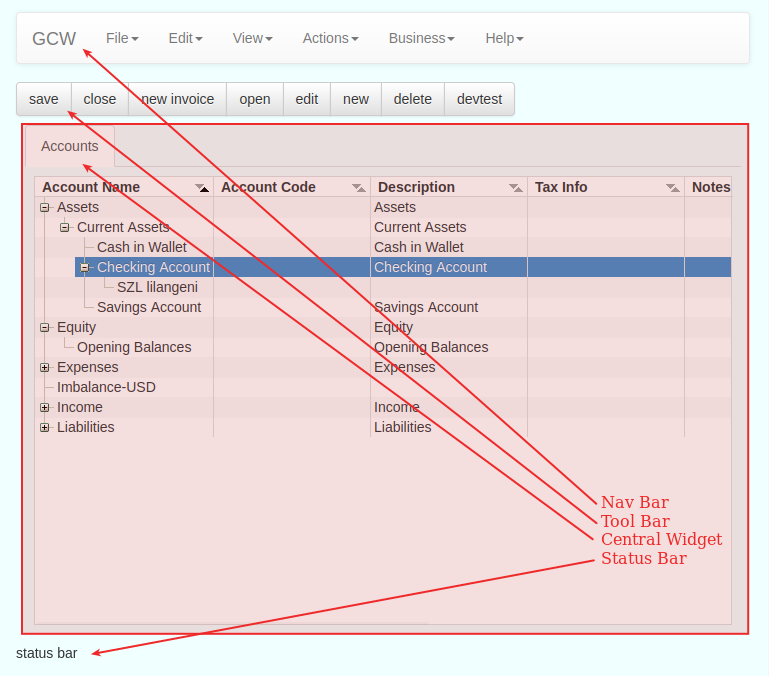 GCW File Edit View Actions Business Help
save close new invoice open edit new delete devtest
Accounts
Account Name Account Code Description Tax Info Notes
Assets Assets
Current Assets Current Assets
Cash in Wallet Cash in Wallet
Checking Account Checking Account
SZL lilangeni
Savings Account Savings Account
Equity Equity
Opening Balances Opening Balances
Expenses Expenses
Imbalance-USD
Income Income
Liabilities Liabilities
Nav Bar
Tool Bar
Central Widget
Status Bar
status bar